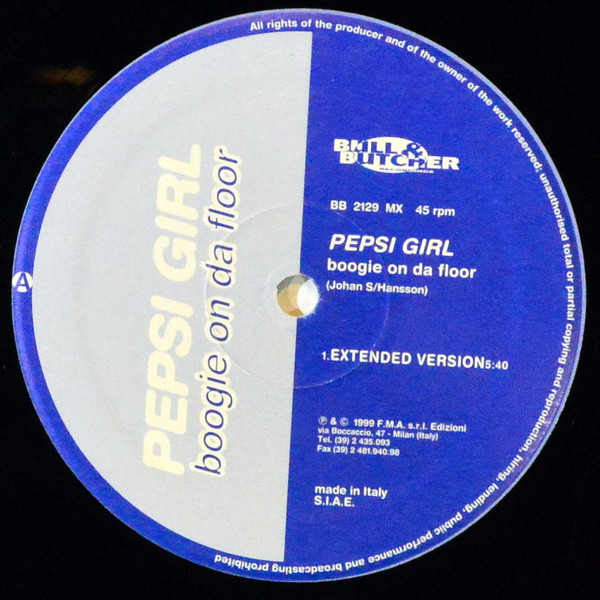 All rights of the producer and of the owner of the work reserved; unauthorised total or partial copying and reproduction, hiring, lending, public performance and broadcasting prohibited
PEPSI GIRL
boogie on da floor
A
BULL &
BUTCHER
RECORDINGS
BB 2129 MX 45 rpm
PEPSI GIRL
boogie on da floor
(Johan S/Hansson)
1.EXTENDED VERSION5:40
℗ & © 1999 F.M.A. s.r.l. Edizioni
via Boccaccio, 47 - Milan (Italy)
Tel. (39) 2 435.093
Fax (39) 2 481.940.98
made in Italy
S.I.A.E.